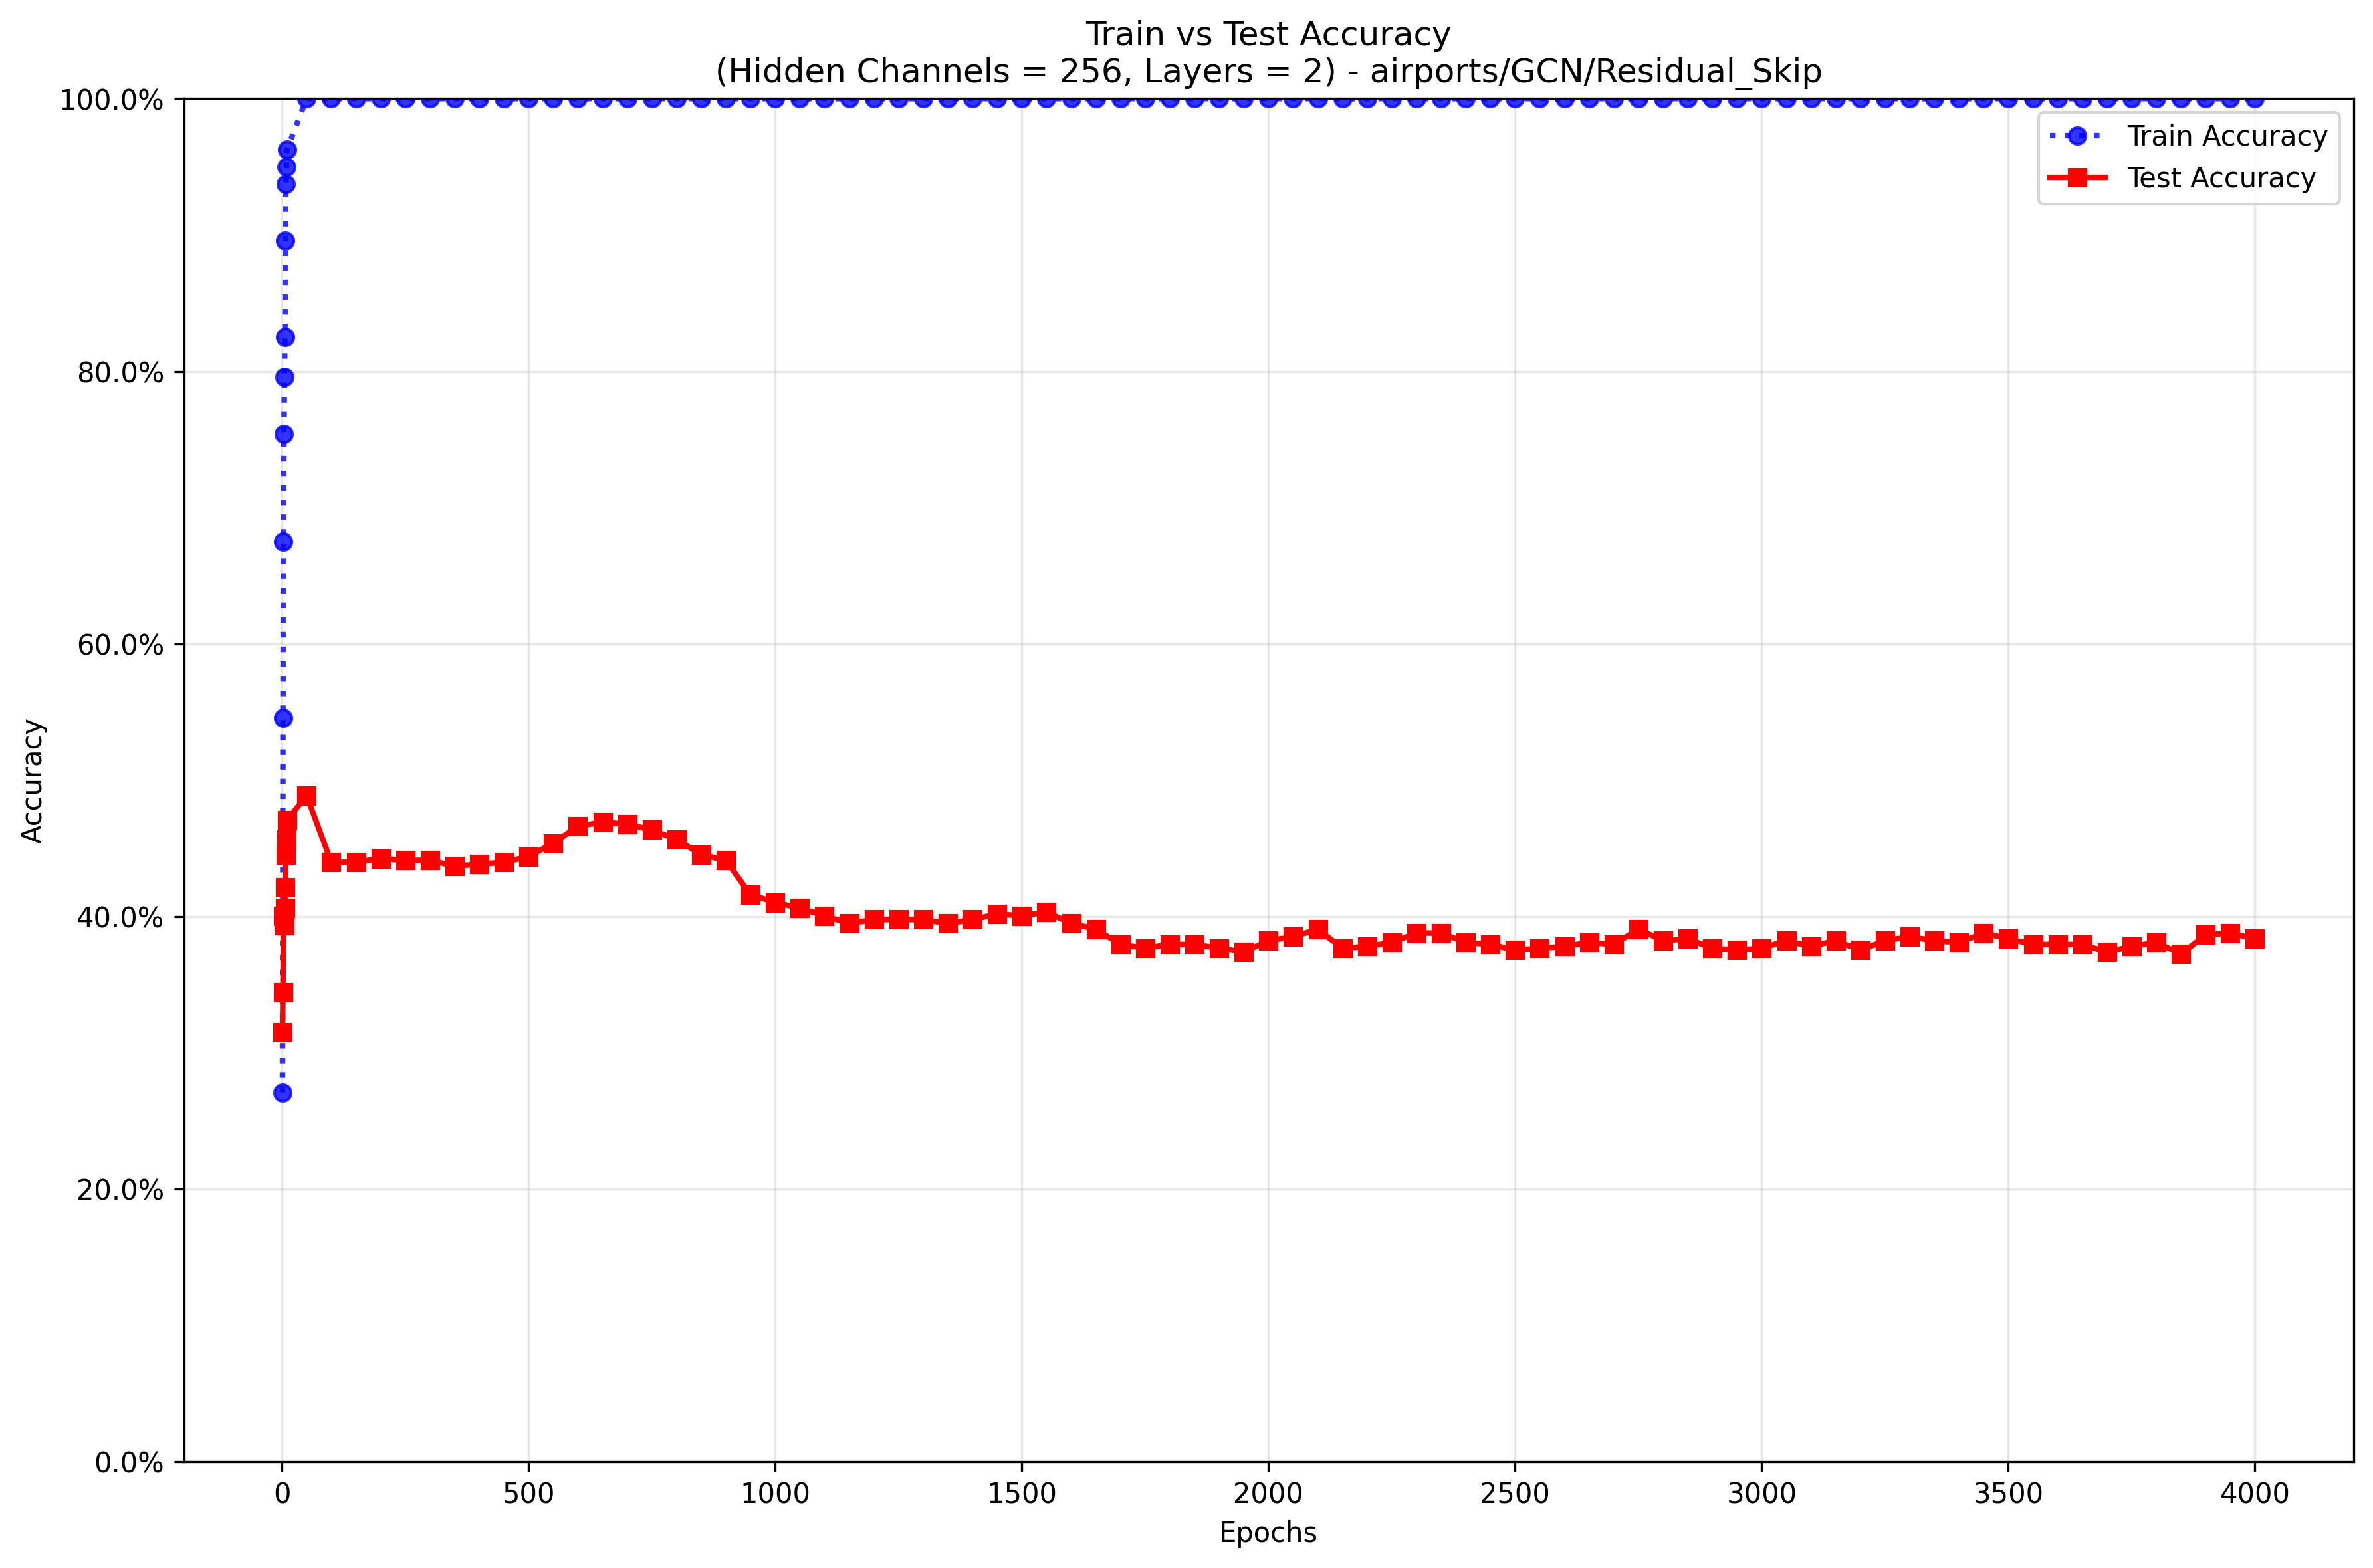 Train vs Test Accuracy
(Hidden Channels = 256, Layers = 2) - airports/GCN/Residual_Skip
100.0%
80.0%
60.0%
40.0%
20.0%
0.0%
Accuracy
Train Accuracy
Test Accuracy
0 500 1000 1500 2000 2500 3000 3500 4000
Epochs